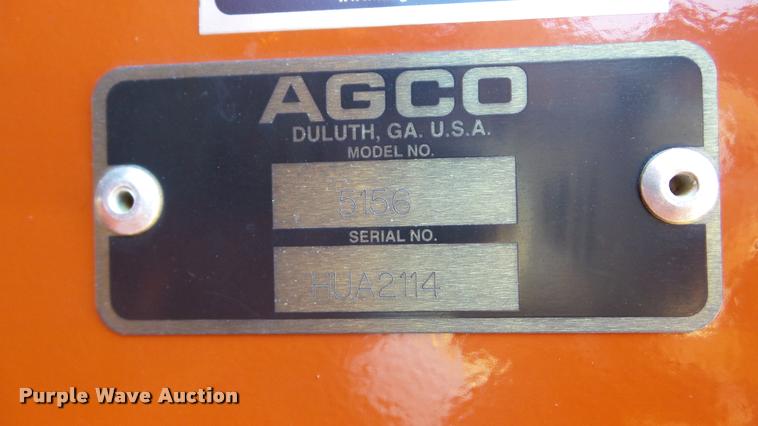 AGCO
DULUTH, GA. U.S.A.
MODEL NO.
5156
SERIAL NO.
HUA2114
Purple Wave Auction